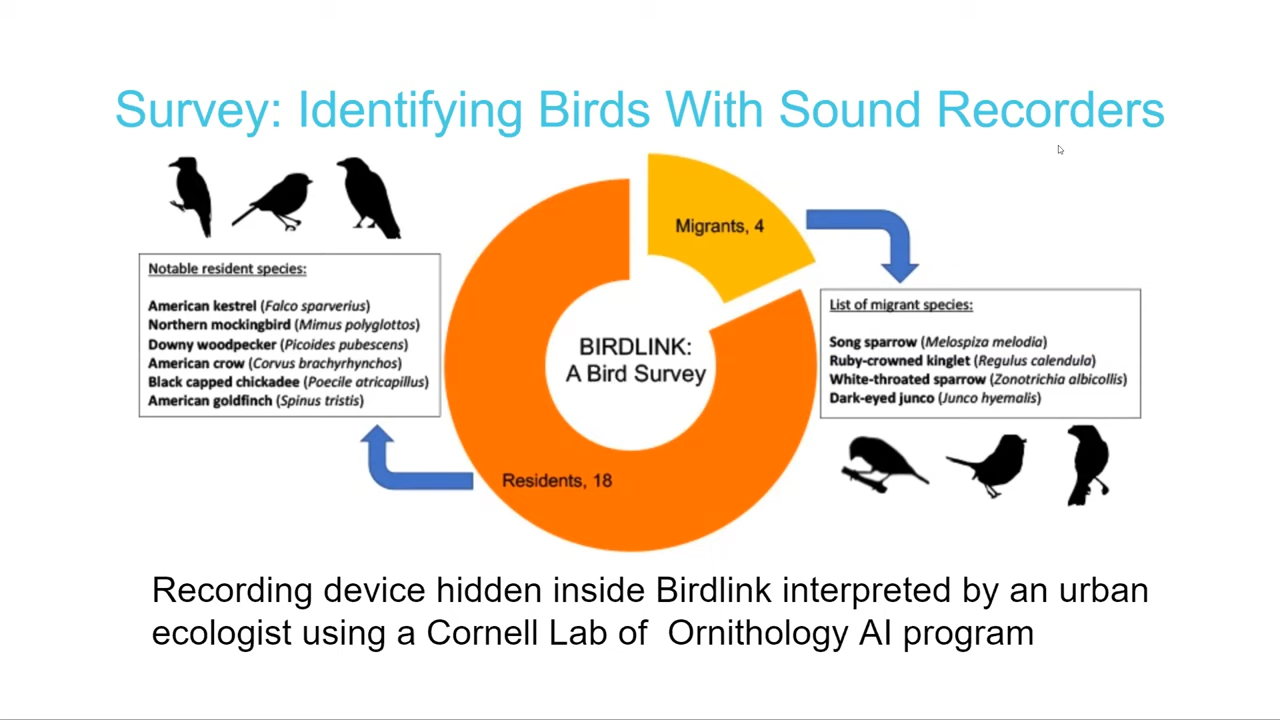 Survey: Identifying Birds With Sound Recorders
Migrants, 4
Notable resident species:
American kestrel (Falco sparverius)
Northern mockingbird (Mimus polyglottos)
Downy woodpecker (Picoides pubescens)
American crow (Corvus brachyrhynchos)
Black capped chickadee (Poecile atricapillus)
American goldfinch (Spinus tristis)
BIRDLINK:
A Bird Survey
List of migrant species:
Song sparrow (Melospiza melodia)
Ruby-crowned kinglet (Regulus calendula)
White-throated sparrow (Zonotrichia albicollis)
Dark-eyed junco (Junco hyemalis)
Residents, 18
Recording device hidden inside Birdlink interpreted by an urban
ecologist using a Cornell Lab of  Ornithology AI program